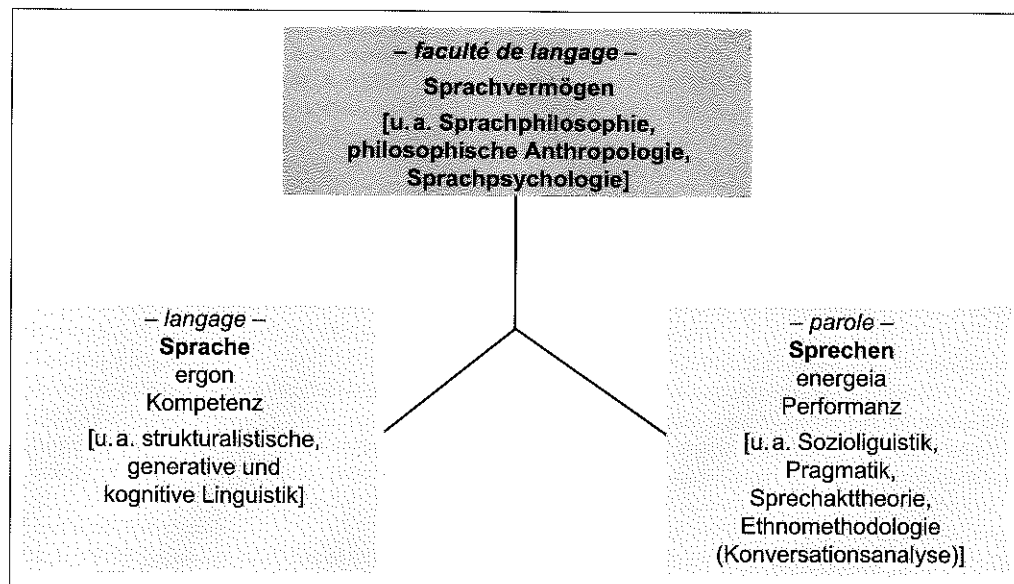 – faculté de langage –
Sprachvermögen
[u. a. Sprachphilosophie,
philosophische Anthropologie,
Sprachpsychologie]
– langage –
Sprache
ergon
Kompetenz
[u. a. strukturalistische,
generative und
kognitive Linguistik]
– parole –
Sprechen
energeia
Performanz
[u. a. Sozioliguistik,
Pragmatik,
Sprechakttheorie,
Ethnomethodologie
(Konversationsanalyse)]